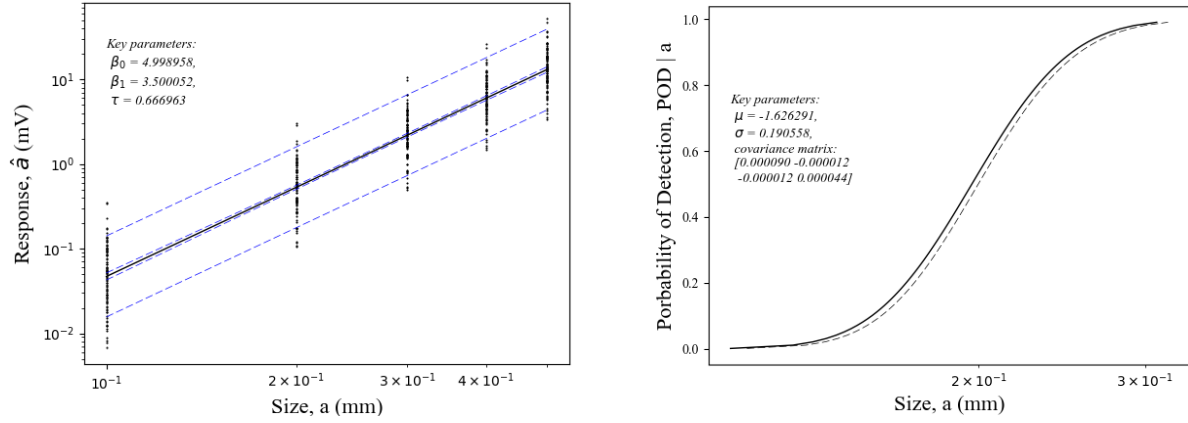 Key parameters:
β₀ = 4.998958,
β₁ = 3.500052,
τ = 0.666963
10¹
10⁰
10⁻¹
10⁻²
Response, â (mV)
10⁻¹
2 × 10⁻¹
3 × 10⁻¹
4 × 10⁻¹
Size, a (mm)
Key parameters:
μ = -1.626291,
σ = 0.190558,
covariance matrix:
[0.000090 -0.000012
-0.000012 0.000044]
1.0
0.8
0.6
0.4
0.2
0.0
Porbability of Detection, POD | a
2 × 10⁻¹
3 × 10⁻¹
Size, a (mm)